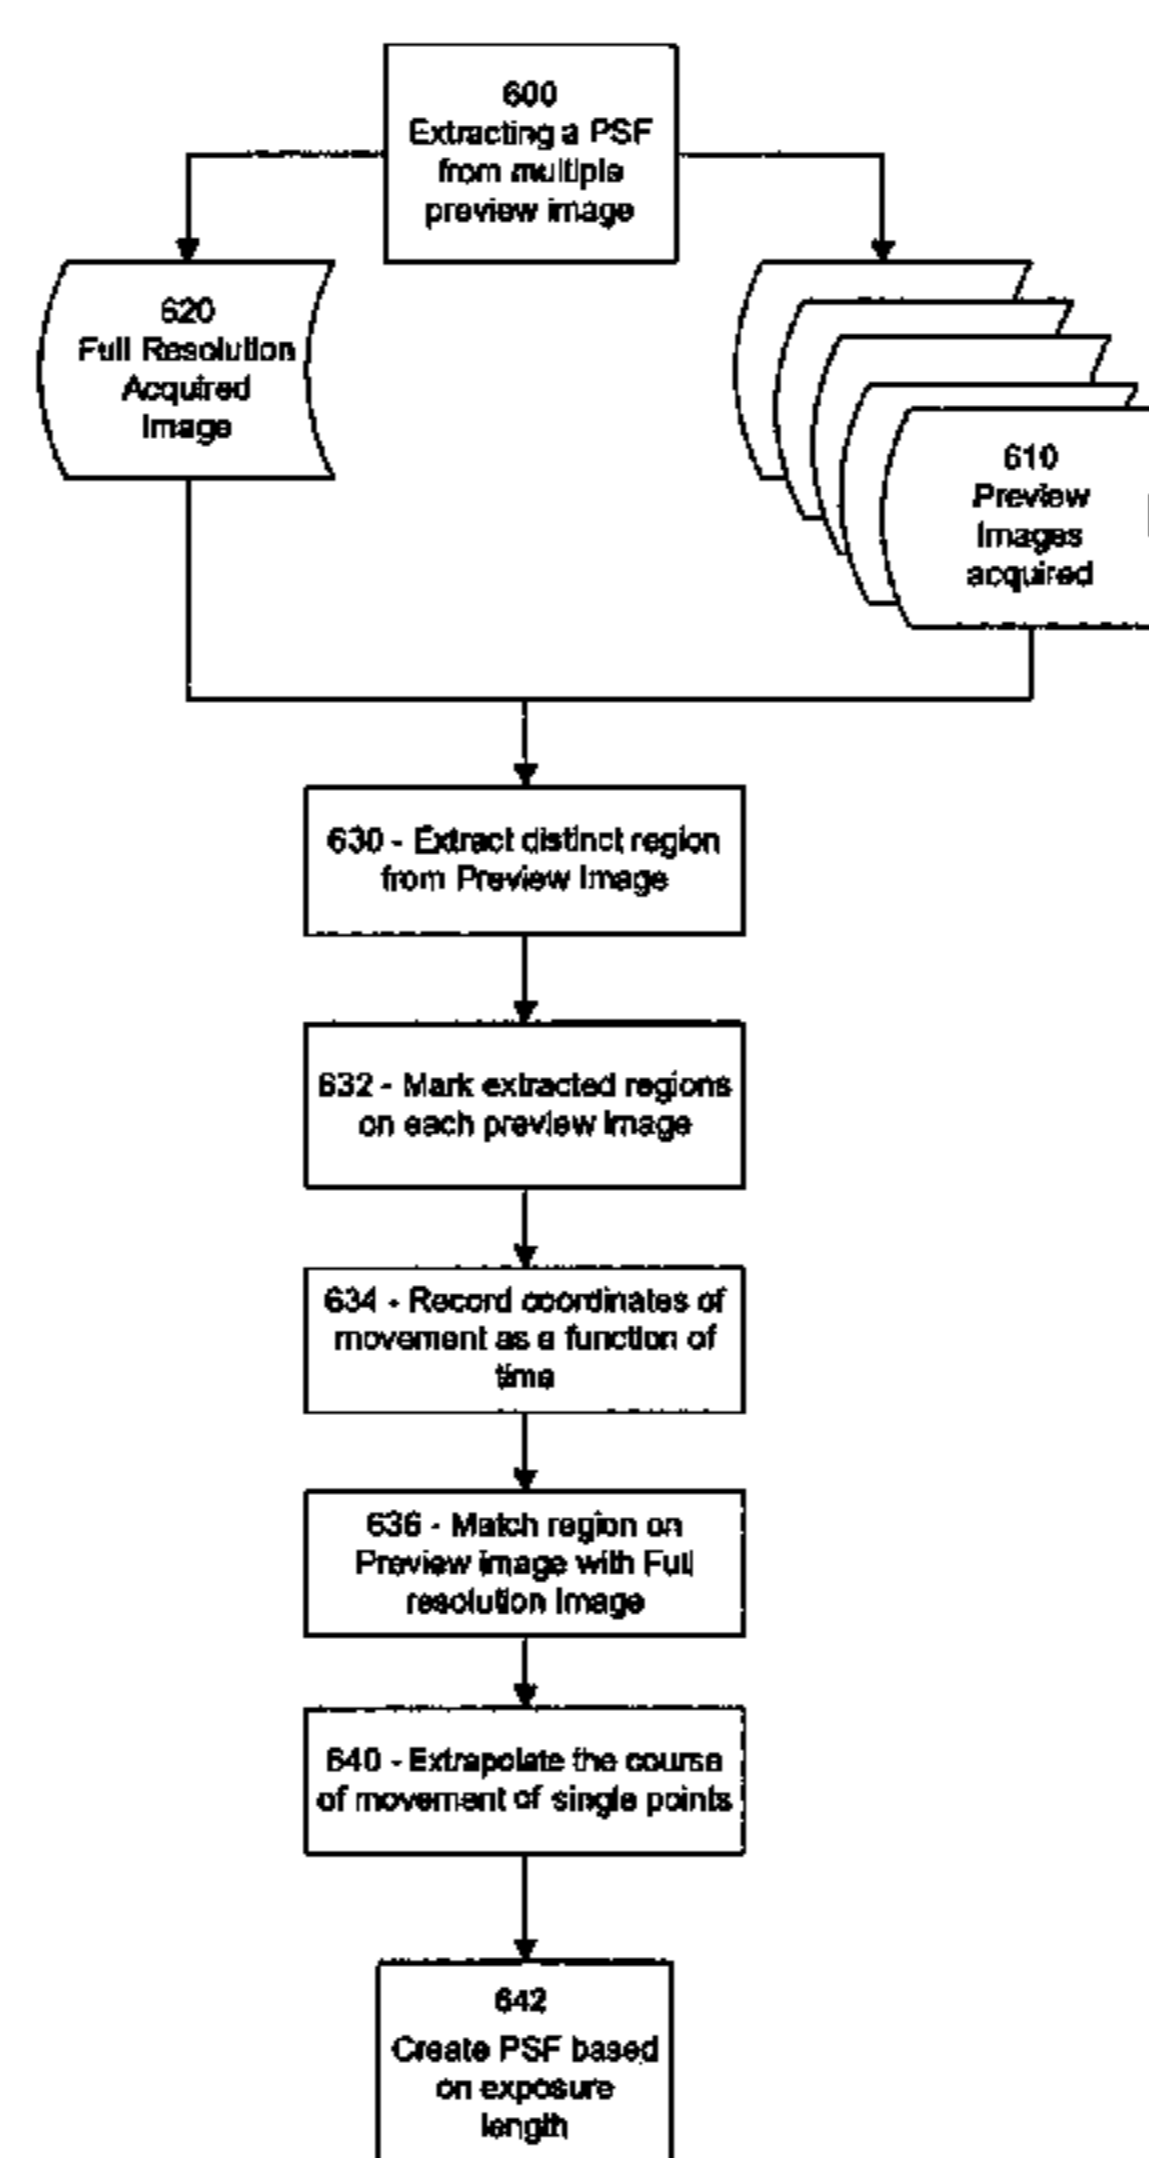 600
Extracting a PSF
from multiple
preview image
620
Full Resolution
Acquired
Image
610
Preview
Images
acquired
630 - Extract distinct region
from Preview Image
632 - Mark extracted regions
on each preview image
634 - Record coordinates of
movement as a function of
time
636 - Match region on
Preview image with Full
resolution Image
640 - Extrapolate the course
of movement of single points
642
Create PSF based
on exposure
length